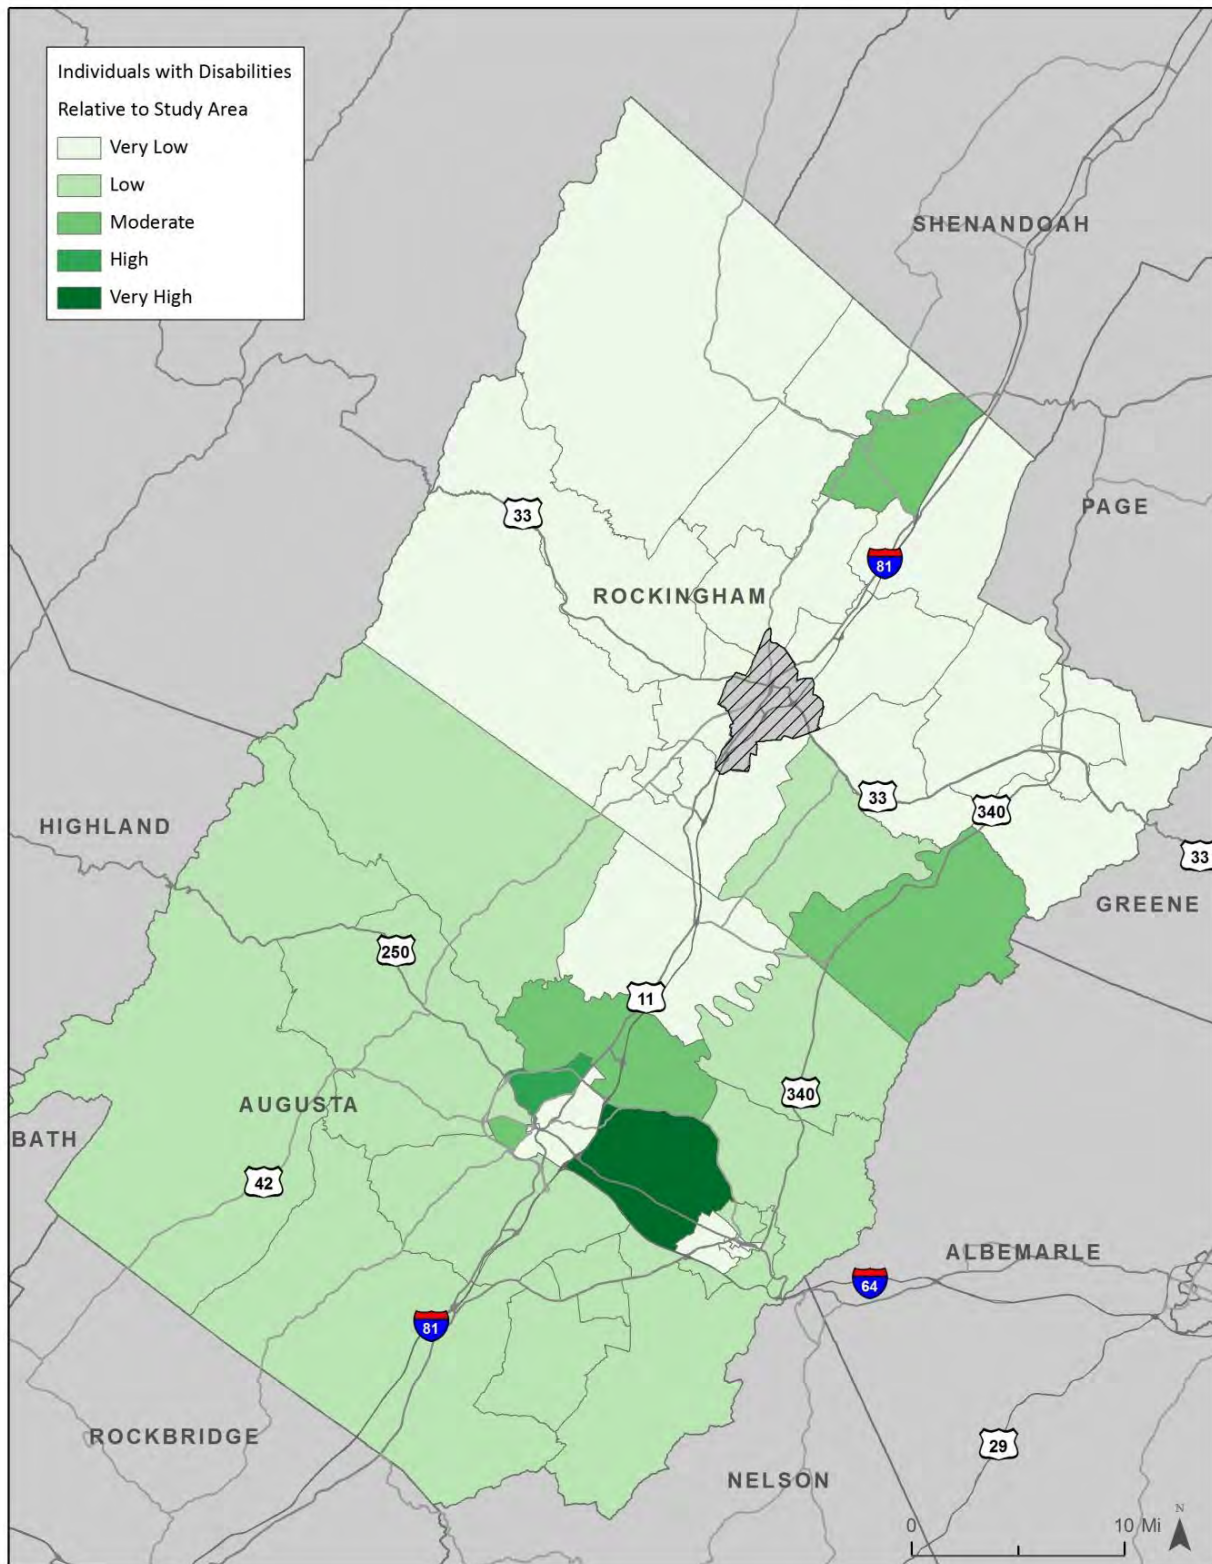 Individuals with Disabilities
Relative to Study Area
Very Low
Low
Moderate
High
Very High
SHENANDOAH
33
PAGE
81
ROCKINGHAM
33
340
HIGHLAND
33
GREENE
250
11
340
AUGUSTA
BATH
42
ALBEMARLE
64
81
ROCKBRIDGE
29
NELSON
N
0 10 Mi